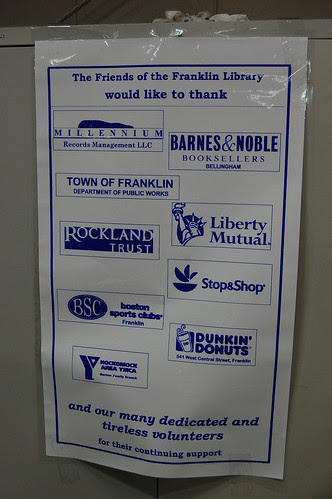 The Friends of the Franklin Library
would like to thank
MILLENNIUM
Records Management LLC
BARNES&NOBLE
BOOKSELLERS
BELLINGHAM
TOWN OF FRANKLIN
DEPARTMENT OF PUBLIC WORKS
Liberty
Mutual.
ROCKLAND
TRUST
Stop&Shop
BSC
boston
sports clubs
Franklin
DUNKIN'
DONUTS
541 West Central Street, Franklin
Y
HOCKOMOCK
AREA YMCA
Bernon Family Branch
and our many dedicated and
tireless volunteers
for their continuing support